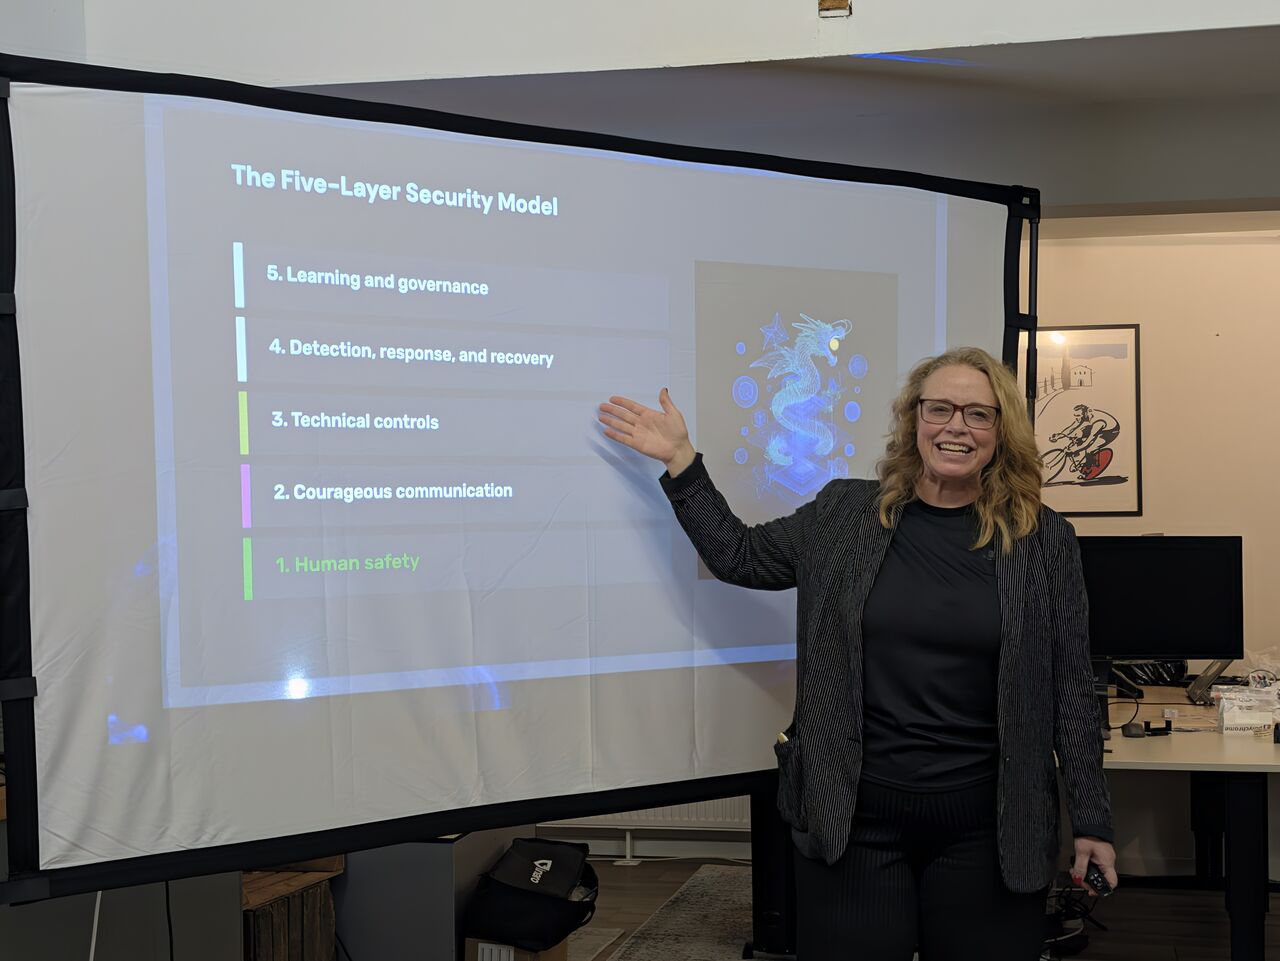 The Five-Layer Security Model
5. Learning and governance
4. Detection, response, and recovery
3. Technical controls
2. Courageous communication
1. Human safety
polychrome